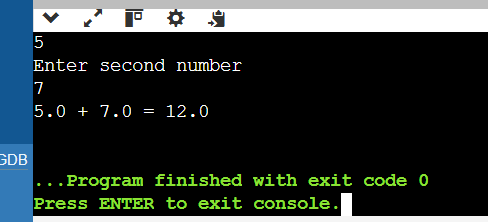 5
Enter second number
7
5.0 + 7.0 = 12.0
GDB
...Program finished with exit code 0
Press ENTER to exit console.